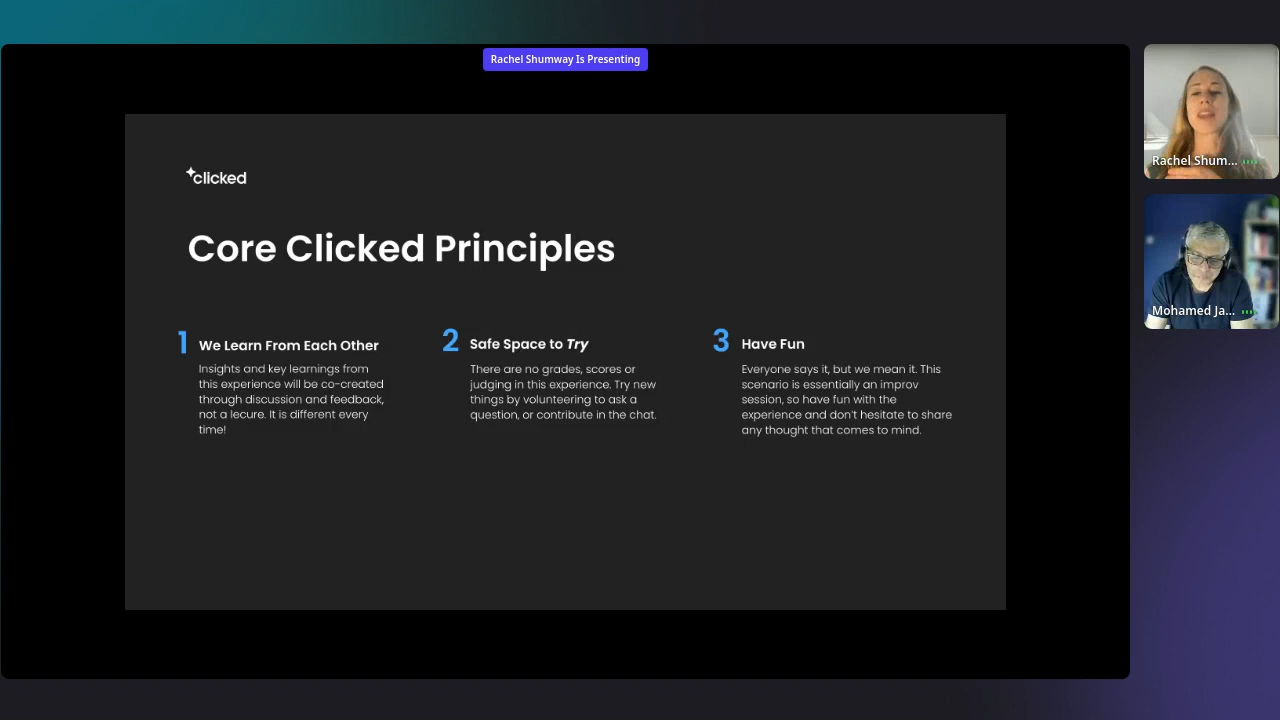 Rachel Shumway Is Presenting
clicked
Core Clicked Principles
1 We Learn From Each Other
Insights and key learnings from
this experience will be co-created
through discussion and feedback,
not a lecure. It is different every
time!
2 Safe Space to Try
There are no grades, scores or
judging in this experience. Try new
things by volunteering to ask a
question, or contribute in the chat.
3 Have Fun
Everyone says it, but we mean it. This
scenario is essentially an improv
session, so have fun with the
experience and don't hesitate to share
any thought that comes to mind.
Rachel Shum...
Mohamed Ja...